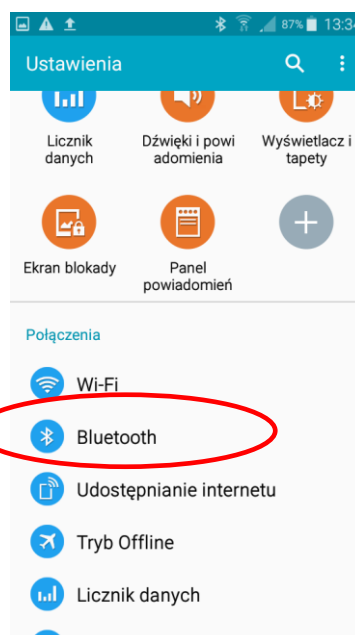 87% 13:34
Ustawienia
Licznik danych
Dźwięki i powi adomienia
Wyświetlacz i tapety
Ekran blokady
Panel powiadomień
Połączenia
Wi-Fi
Bluetooth
Udostępnianie internetu
Tryb Offline
Licznik danych